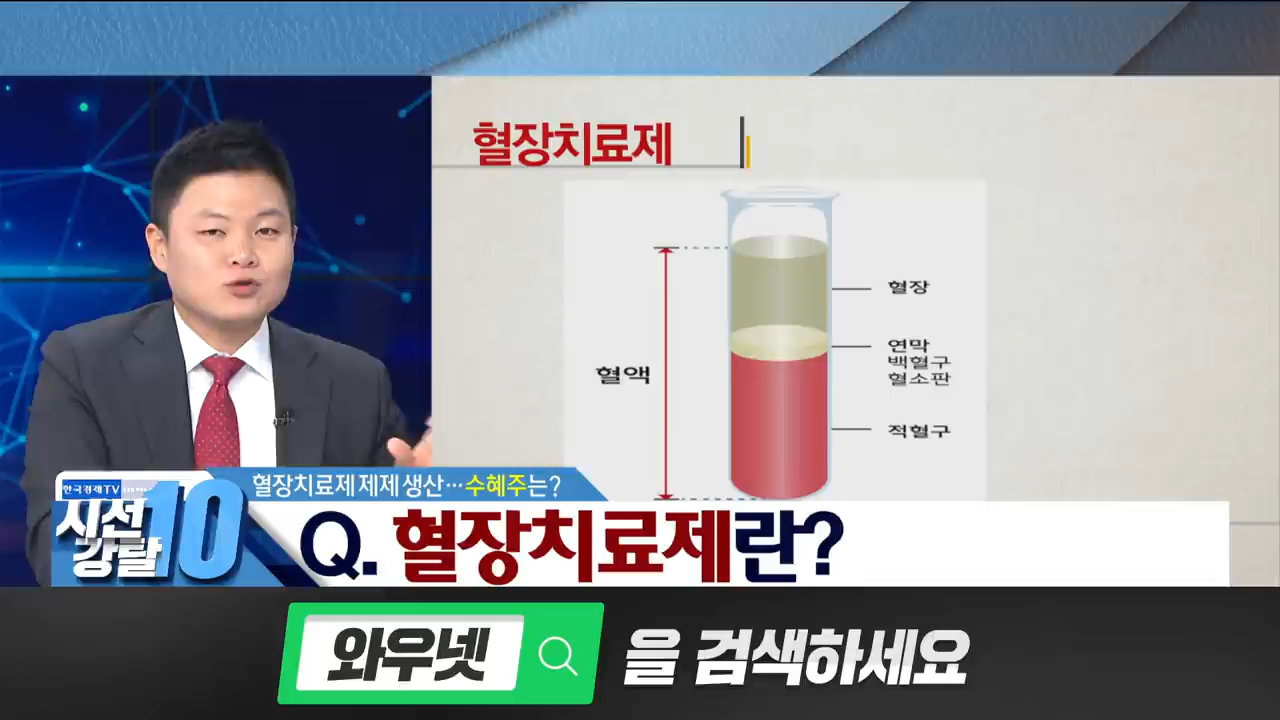 혈장치료제
혈장
연막
백혈구
혈소판
혈액
적혈구
한국경제TV
시선강탈10
혈장치료제 제제 생산… 수혜주는?
Q. 혈장치료제란?
와우넷 을 검색하세요